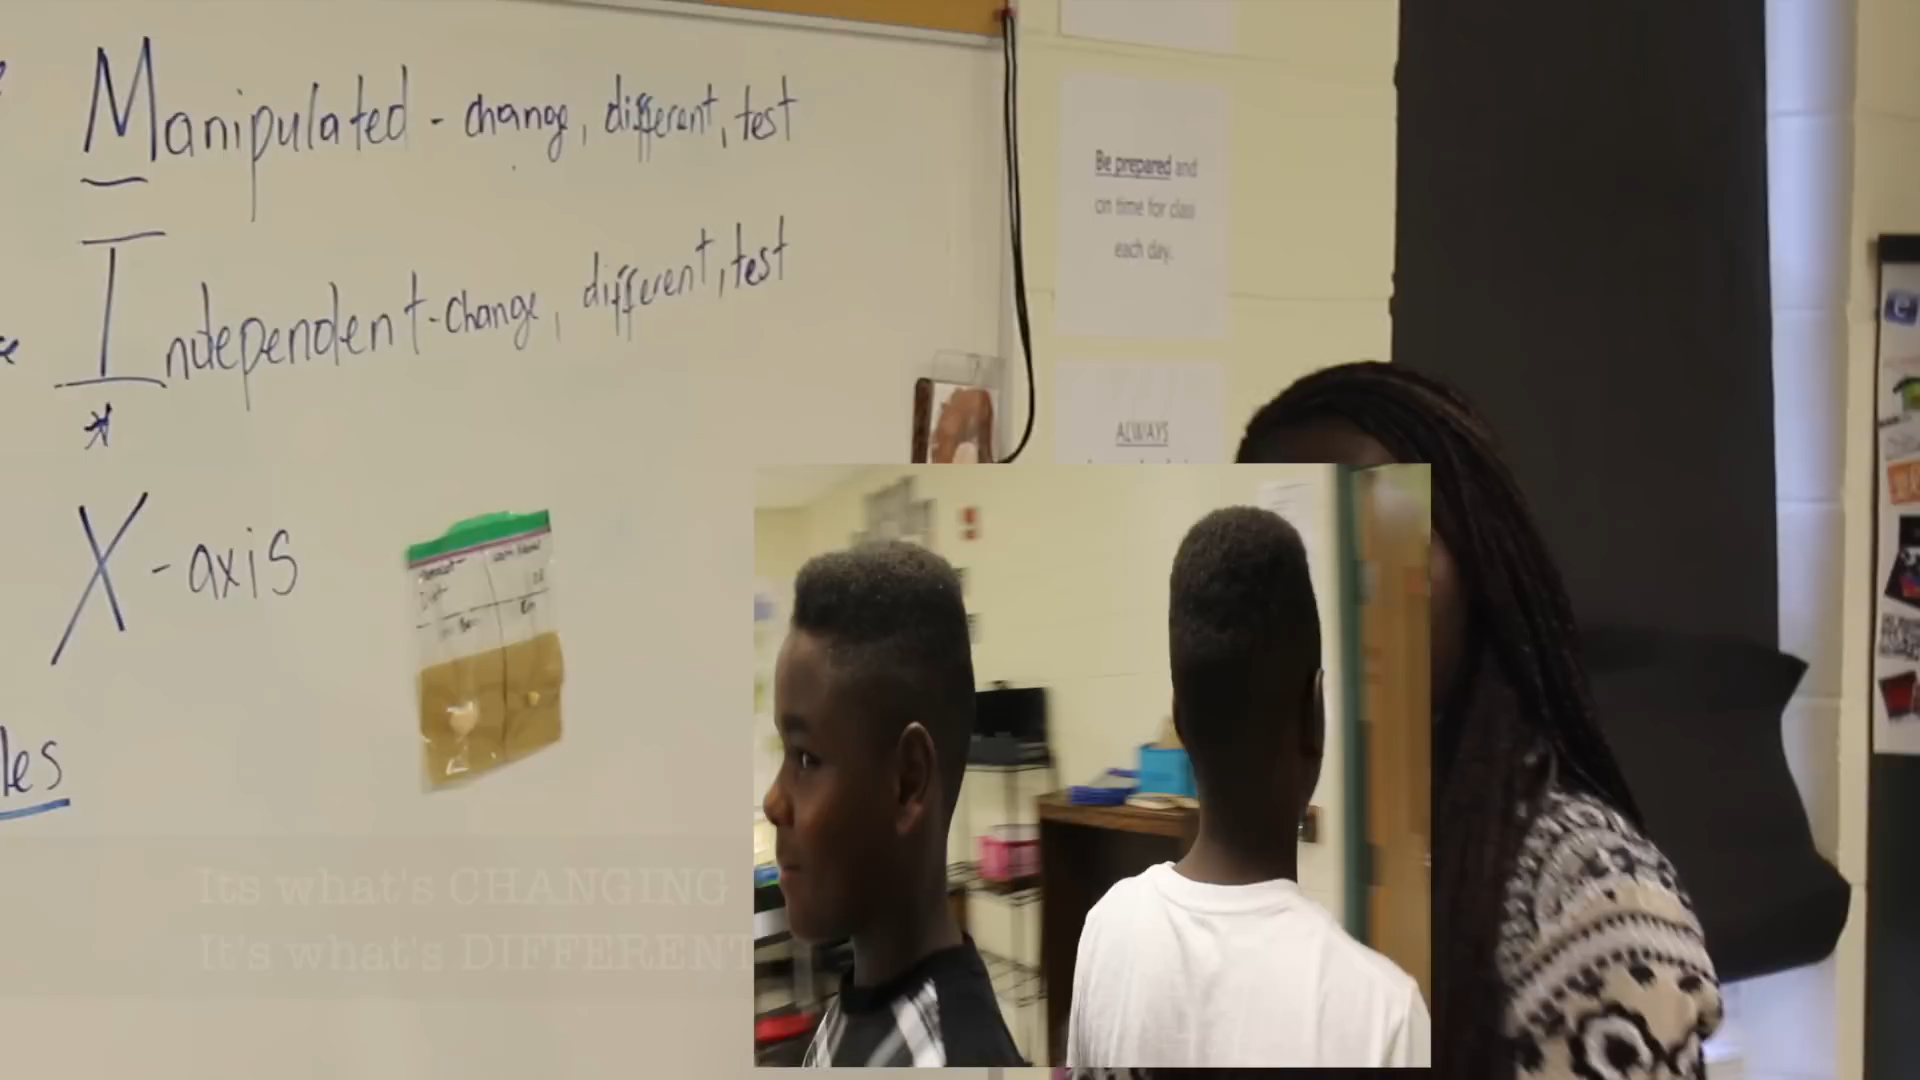 Manipulated - change, different, test
Independent - change, different, test
X - axis
les
Be prepared and
on time for class
each day.
ALWAYS
Its what's CHANGING
It's what's DIFFERENT